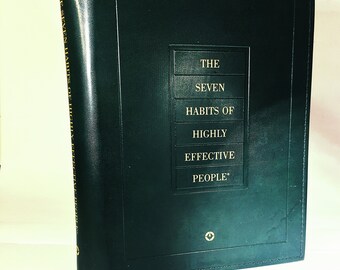 THE
SEVEN
HABITS OF
HIGHLY
EFFECTIVE
PEOPLE®